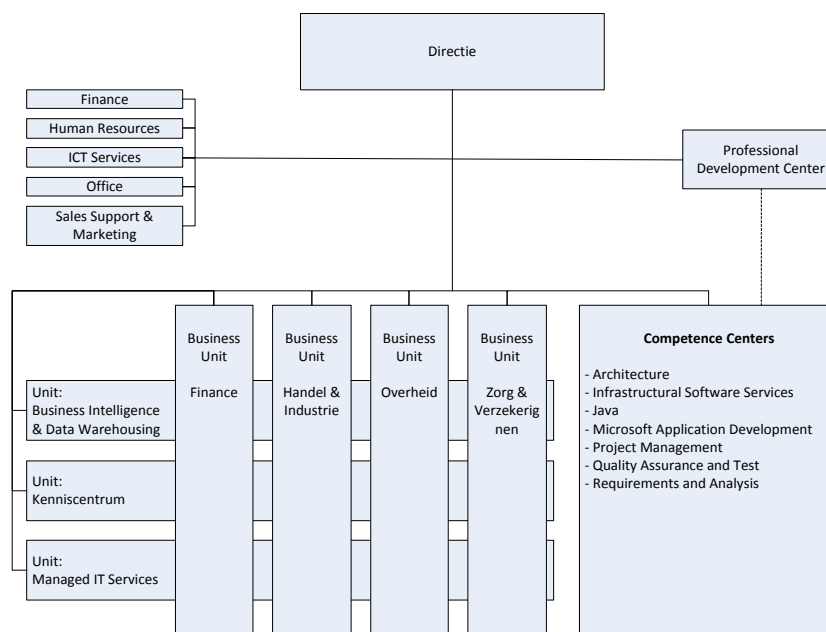 Directie
Finance
Human Resources
ICT Services
Office
Sales Support &
Marketing
Professional
Development Center
Business
Unit
Finance
Business
Unit
Handel &
Industrie
Business
Unit
Overheid
Business
Unit
Zorg &
Verzekerig
nen
Unit:
Business Intelligence
& Data Warehousing
Unit:
Kenniscentrum
Unit:
Managed IT Services
Competence Centers
- Architecture
- Infrastructural Software Services
- Java
- Microsoft Application Development
- Project Management
- Quality Assurance and Test
- Requirements and Analysis